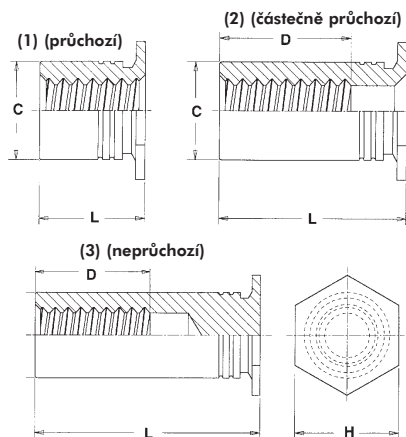 (1) (průchozí)
C
L
(2) (částečně průchozí)
D
C
L
(3) (neprůchozí)
D
L
H